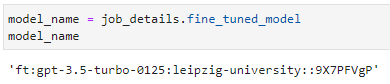 model_name = job_details.fine_tuned_model
model_name
'ft:gpt-3.5-turbo-0125:leipzig-university::9X7PFVgP'